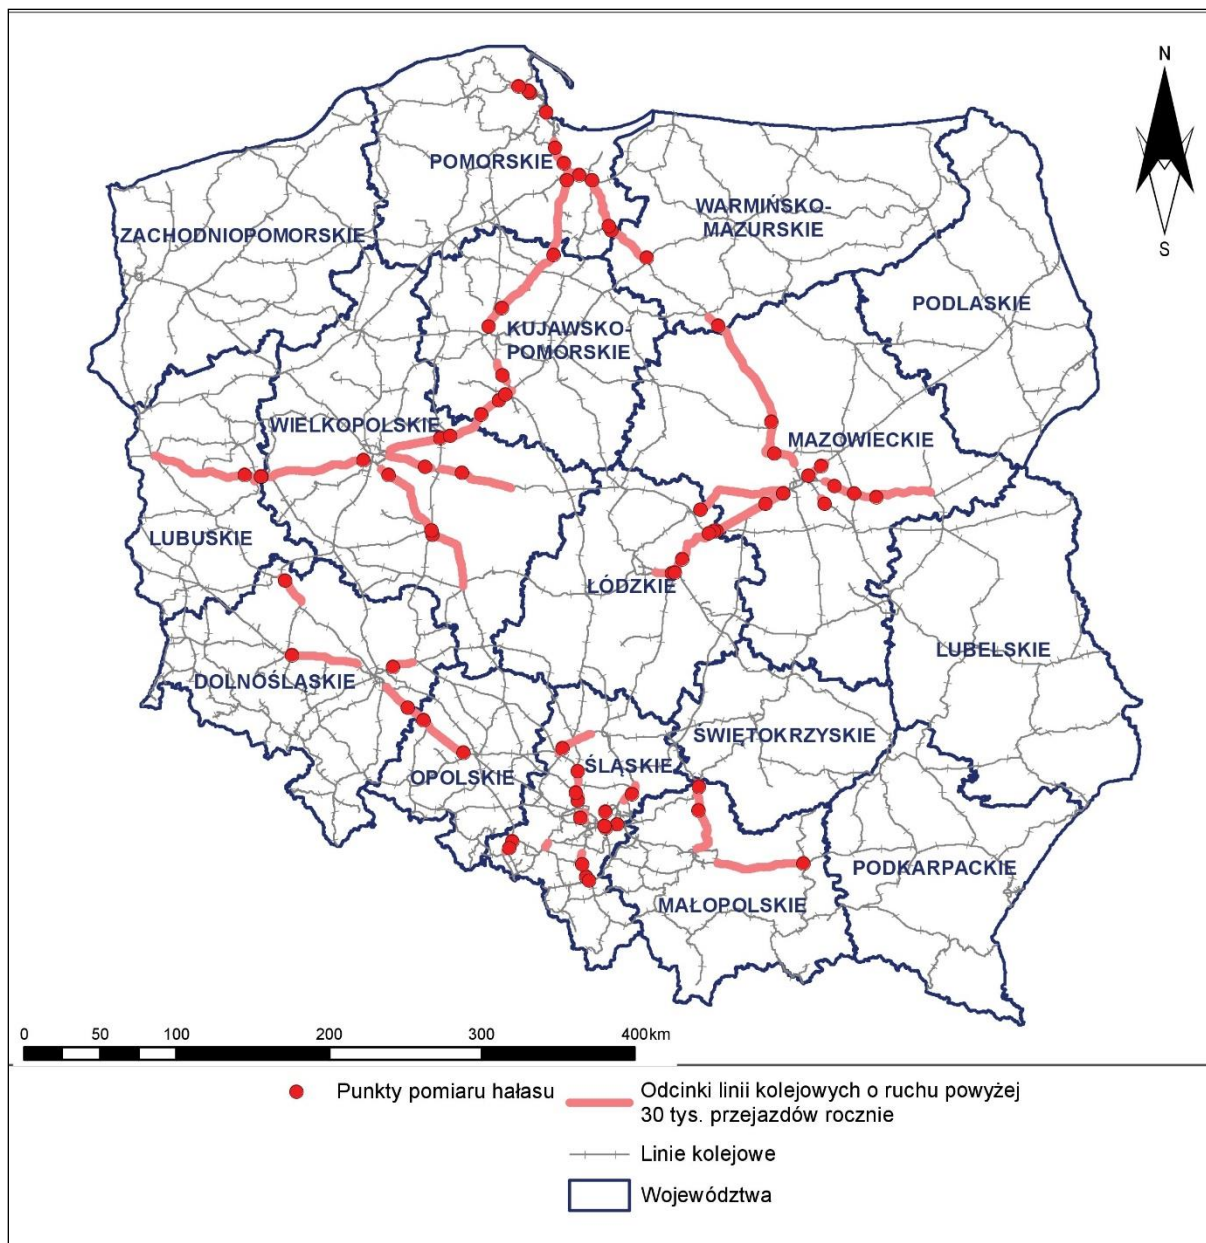 N
S
POMORSKIE
WARMIŃSKO-
MAZURSKIE
ZACHODNIOPOMORSKIE
PODLASKIE
KUJAWSKO-
POMORSKIE
WIELKOPOLSKIE
MAZOWIECKIE
LUBUSKIE
ŁÓDZKIE
LUBELSKIE
DOLNOŚLĄSKIE
ŚWIĘTOKRZYSKIE
OPOLSKIE
ŚLĄSKIE
PODKARPACKIE
MAŁOPOLSKIE
0 50 100 200 300 400km
Punkty pomiaru hałasu
Odcinki linii kolejowych o ruchu powyżej
30 tys. przejazdów rocznie
Linie kolejowe
Województwa